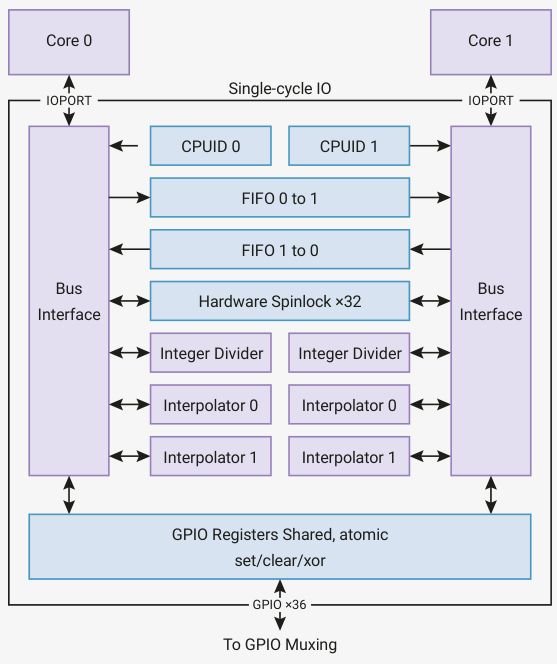 Core 0
Core 1
Single-cycle IO
IOPORT
IOPORT
CPUID 0
CPUID 1
FIFO 0 to 1
FIFO 1 to 0
Bus
Interface
Hardware Spinlock ×32
Bus
Interface
Integer Divider
Integer Divider
Interpolator 0
Interpolator 0
Interpolator 1
Interpolator 1
GPIO Registers Shared, atomic
set/clear/xor
GPIO ×36
To GPIO Muxing